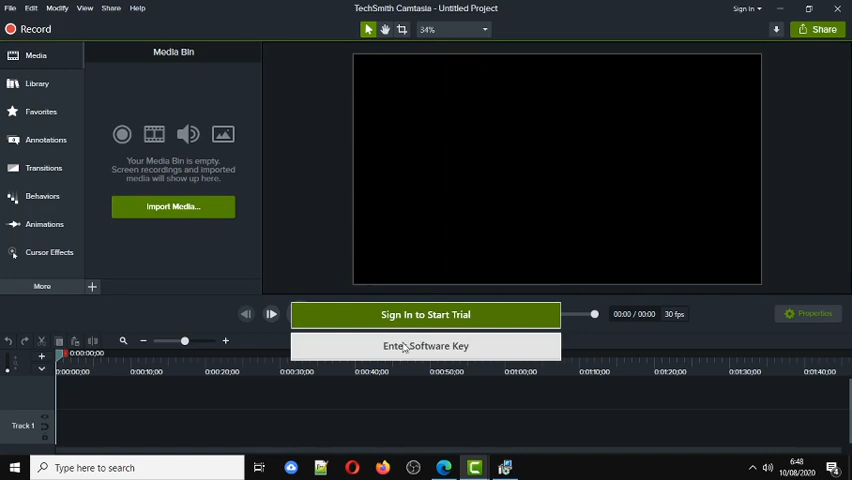 File Edit Modify View Share Help
TechSmith Camtasia - Untitled Project
Sign In
Record
34%
Share
Media
Media Bin
Library
Favorites
Annotations
Your Media Bin is empty.
Screen recordings and imported
media will show up here.
Transitions
Behaviors
Import Media...
Animations
Cursor Effects
More
Sign In to Start Trial
00:00 / 00:00 30 fps
Properties
Enter Software Key
0:00:00;00
00:00:00;00 0:00:10;00 0:00:20;00 0:00:30;00 0:00:40;00 0:00:50;00 0:01:00;00 0:01:10;00 0:01:20;00 0:01:30;00 0:01:40;00
Track 1
Type here to search
6:48
10/08/2020
4